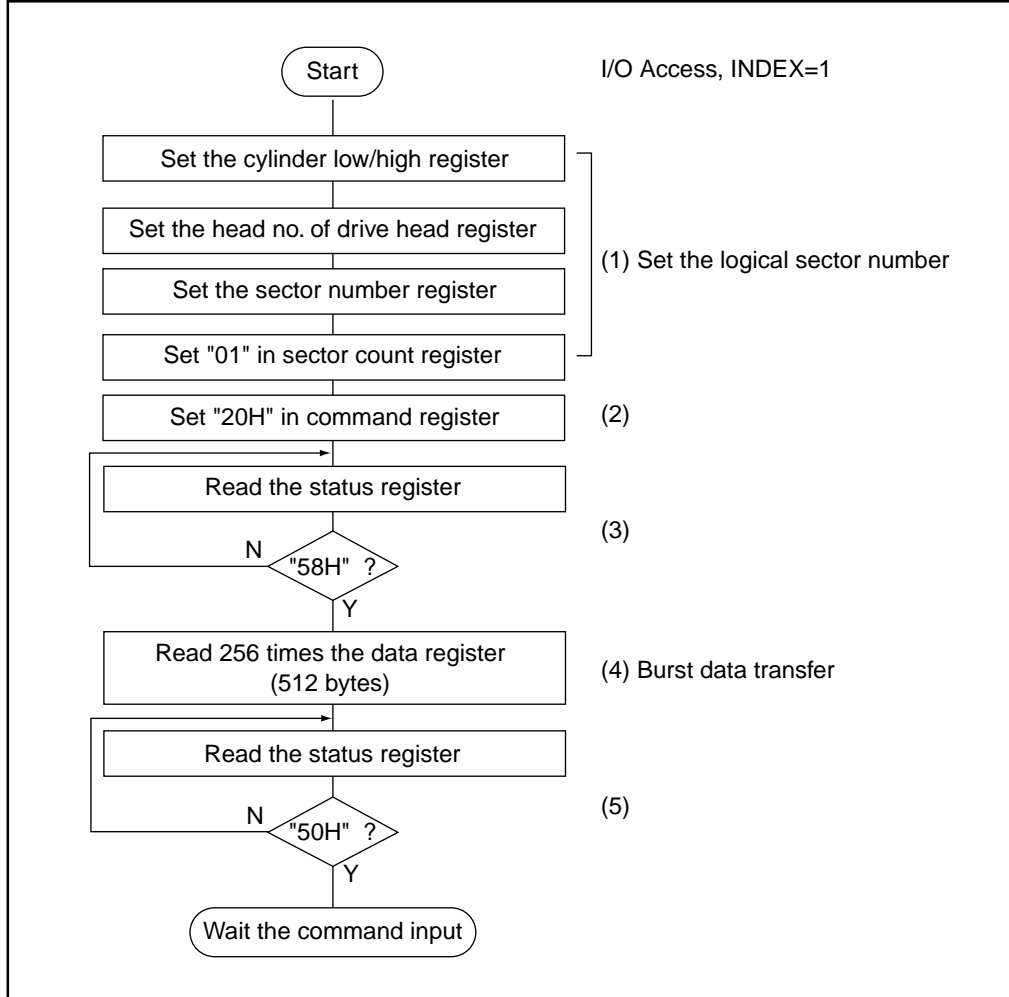 Start
I/O Access, INDEX=1
Set the cylinder low/high register
Set the head no. of drive head register
(1) Set the logical sector number
Set the sector number register
Set "01" in sector count register
Set "20H" in command register
(2)
Read the status register
(3)
N
"58H" ?
Y
Read 256 times the data register
(512 bytes)
(4) Burst data transfer
Read the status register
(5)
N
"50H" ?
Y
Wait the command input